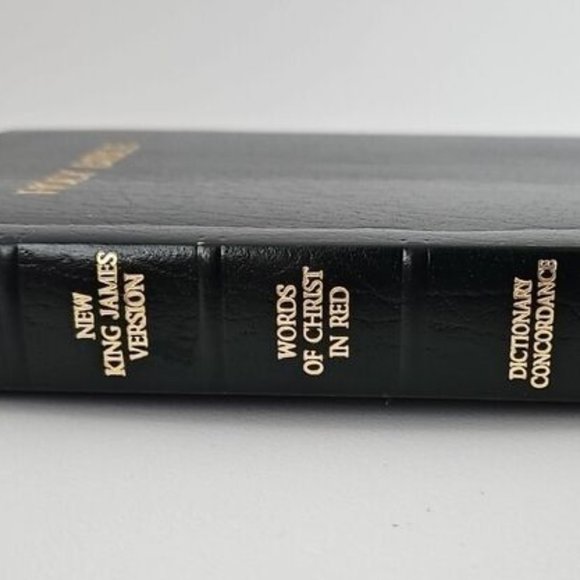 HOLY BIBLE
NEW
KING JAMES
VERSION
WORDS
OF CHRIST
IN RED
DICTIONARY
CONCORDANCE